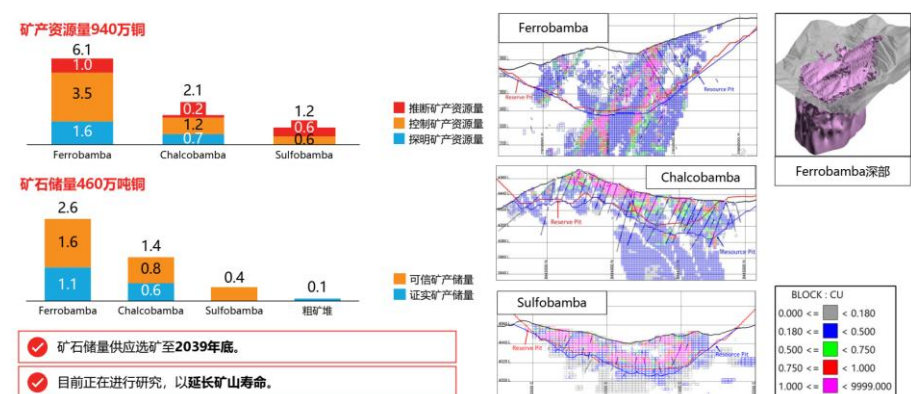 矿产资源量940万铜
6.1
1.0
3.5
1.6
Ferrobamba
2.1
0.2
1.2
0.7
Chalcobamba
1.2
0.6
0.6
Sulfobamba
推断矿产资源量
控制矿产资源量
探明矿产资源量
矿石储量460万吨铜
2.6
1.6
1.1
Ferrobamba
1.4
0.8
0.6
Chalcobamba
0.4
Sulfobamba
0.1
粗矿堆
可信矿产储量
证实矿产储量
矿石储量供应选矿至2039年底。
目前正在进行研究，以延长矿山寿命。
Ferrobamba
Reserve Pit
Resource Pit
Chalcobamba
Reserve Pit
Resource Pit
Sulfobamba
Reserve Pit
Resource Pit
Ferrobamba深部
BLOCK : CU
0.000 <= < 0.180
0.180 <= < 0.500
0.500 <= < 0.750
0.750 <= < 1.000
1.000 <= < 9999.000